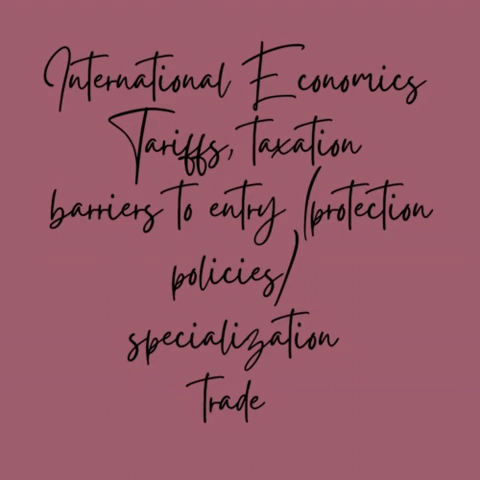 International Economics
Tariffs, taxation
barriers to entry (protection
policies)
specialization
Trade